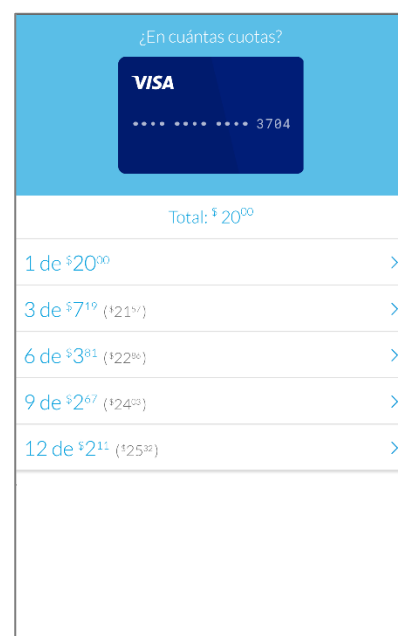 ¿En cuántas cuotas?
VISA
•••• •••• •••• 3704
Total: $ 20⁰⁰
1 de $20⁰⁰
3 de $7¹⁹ ($21⁵⁷)
6 de $3⁸¹ ($22⁸⁶)
9 de $2⁶⁷ ($24⁰³)
12 de $2¹¹ ($25³²)